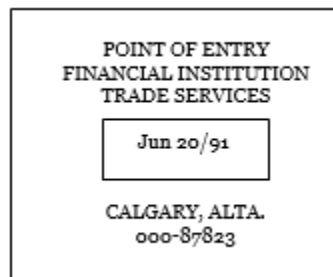 POINT OF ENTRY
FINANCIAL INSTITUTION
TRADE SERVICES
Jun 20/91
CALGARY, ALTA.
000-87823